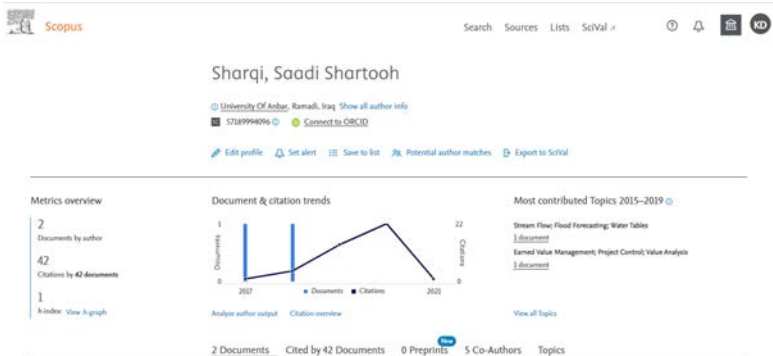 Scopus
Search Sources Lists SciVal ↗
KD
Sharqi, Saadi Shartooh
University Of Anbar, Ramadi, Iraq Show all author info
57189994096
Connect to ORCID
Edit profile Set alert Save to list Potential author matches Export to SciVal
Metrics overview
2
Documents by author
42
Citations by 42 documents
1
h-index: View h-graph
Document & citation trends
1
0
Documents
22
0
Citations
2017
2021
Documents Citations
Analyze author output Citation overview
Most contributed Topics 2015–2019
Stream Flow; Flood Forecasting; Water Tables
1 document
Earned Value Management; Project Control; Value Analysis
1 document
View all Topics
New
2 Documents Cited by 42 Documents 0 Preprints 5 Co-Authors Topics